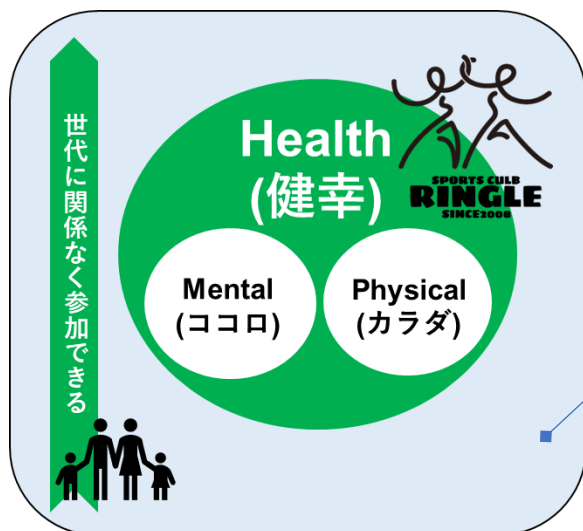 世代に関係なく参加できる
Health
(健幸)
SPORTS CULB
RINGLE
SINCE2008
Mental
(ココロ)
Physical
(カラダ)